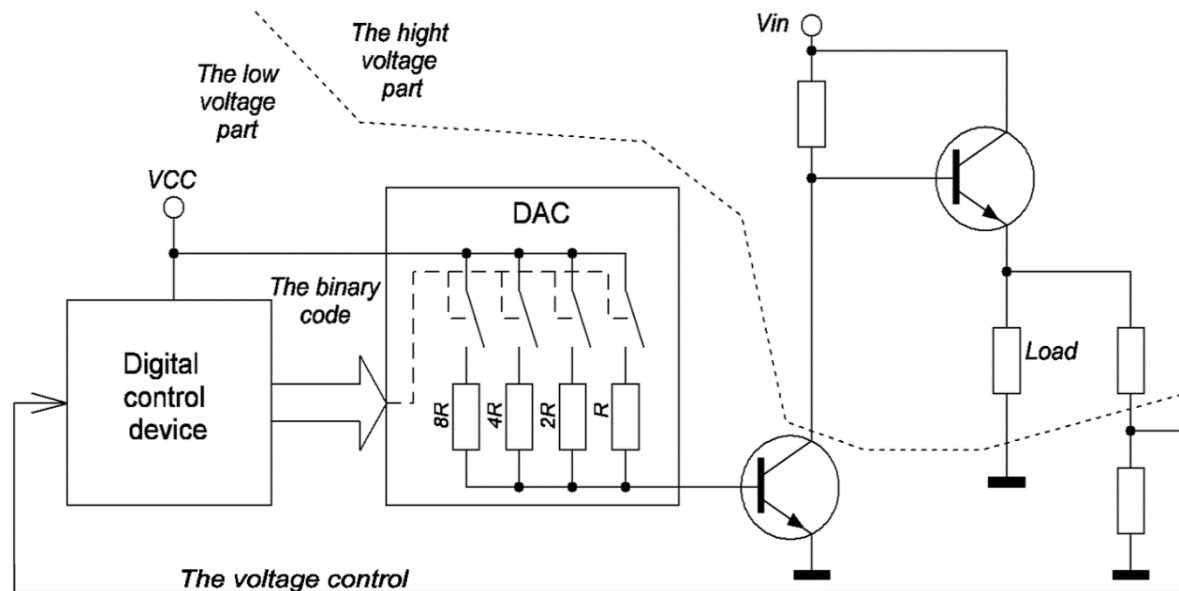 The hight
voltage
part
Vin
The low
voltage
part
VCC
DAC
The binary
code
Digital
control
device
8R
4R
2R
R
Load
The voltage control